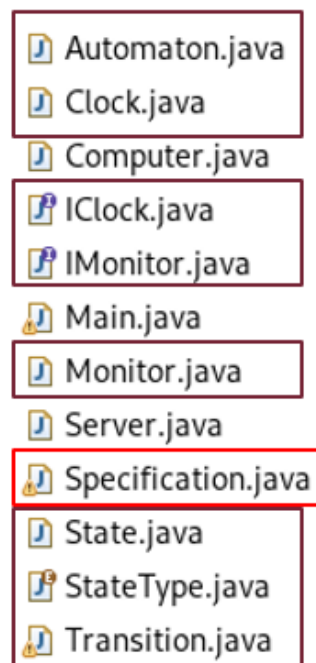 Automaton.java
Clock.java
Computer.java
IClock.java
IMonitor.java
Main.java
Monitor.java
Server.java
Specification.java
State.java
StateType.java
Transition.java